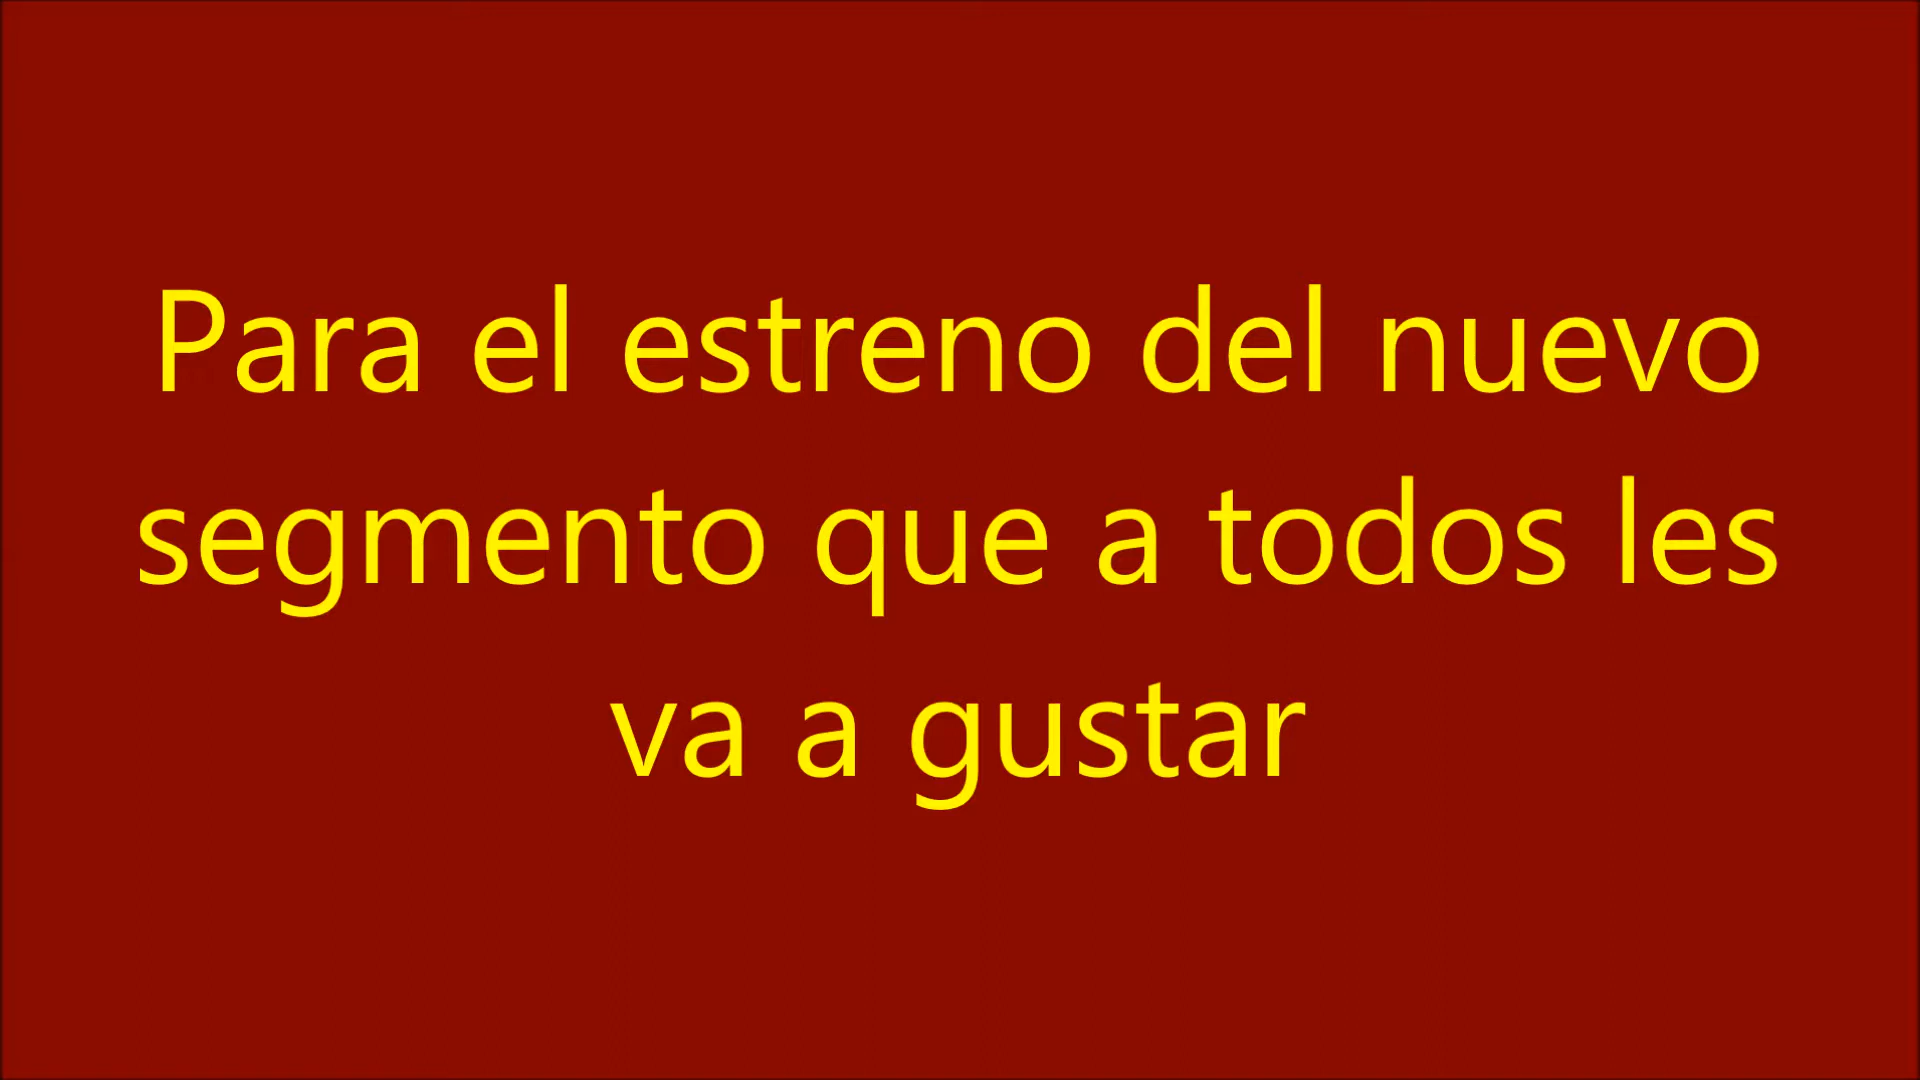 Para el estreno del nuevo
segmento que a todos les
va a gustar